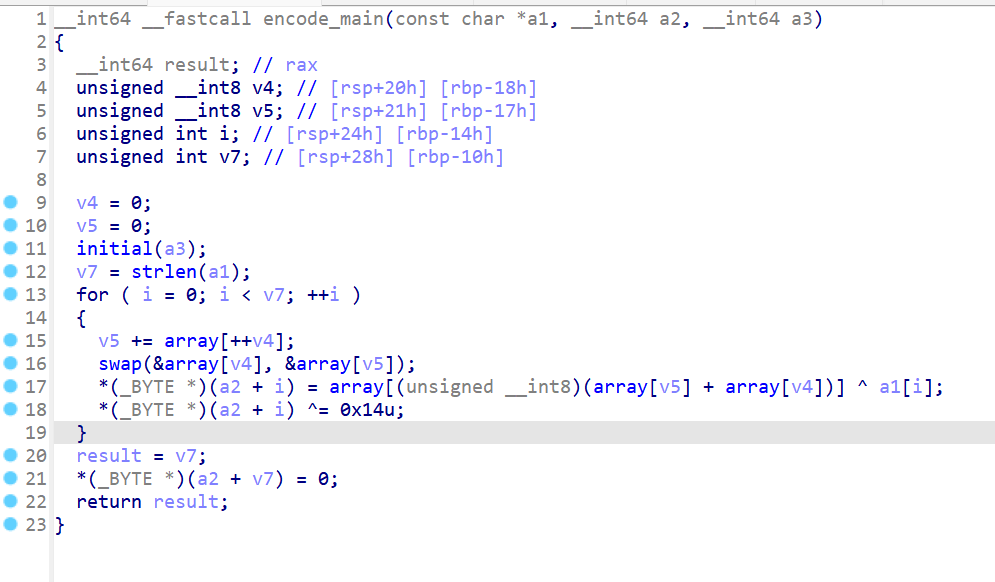 1 __int64 __fastcall encode_main(const char *a1, __int64 a2, __int64 a3)
2 {
3   __int64 result; // rax
4   unsigned __int8 v4; // [rsp+20h] [rbp-18h]
5   unsigned __int8 v5; // [rsp+21h] [rbp-17h]
6   unsigned int i; // [rsp+24h] [rbp-14h]
7   unsigned int v7; // [rsp+28h] [rbp-10h]
8
9   v4 = 0;
10   v5 = 0;
11   initial(a3);
12   v7 = strlen(a1);
13   for ( i = 0; i < v7; ++i )
14   {
15     v5 += array[++v4];
16     swap(&array[v4], &array[v5]);
17     *(_BYTE *)(a2 + i) = array[(unsigned __int8)(array[v5] + array[v4])] ^ a1[i];
18     *(_BYTE *)(a2 + i) ^= 0x14u;
19   }
20   result = v7;
21   *(_BYTE *)(a2 + v7) = 0;
22   return result;
23 }